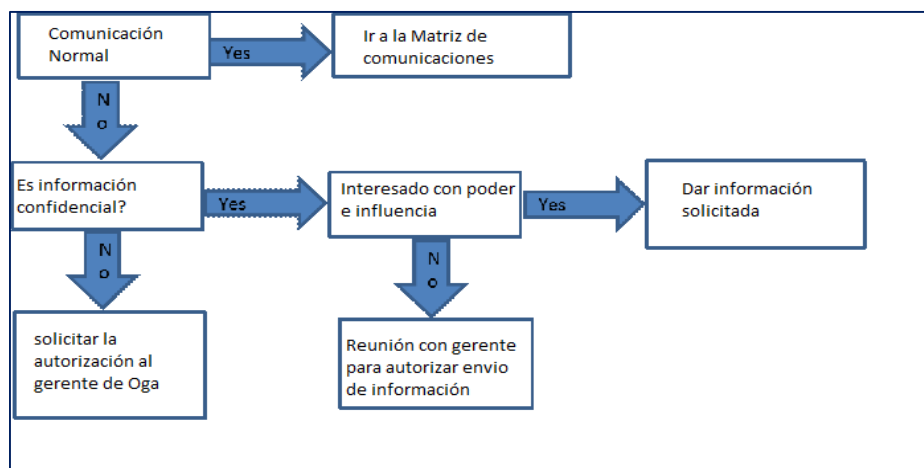 Comunicación
Normal
Yes
Ir a la Matriz de
comunicaciones
N
o
Es información
confidencial?
Yes
Interesado con poder
e influencia
Yes
Dar información
solicitada
N
o
N
o
solicitar la
autorización al
gerente de Oga
Reunión con gerente
para autorizar envio
de información